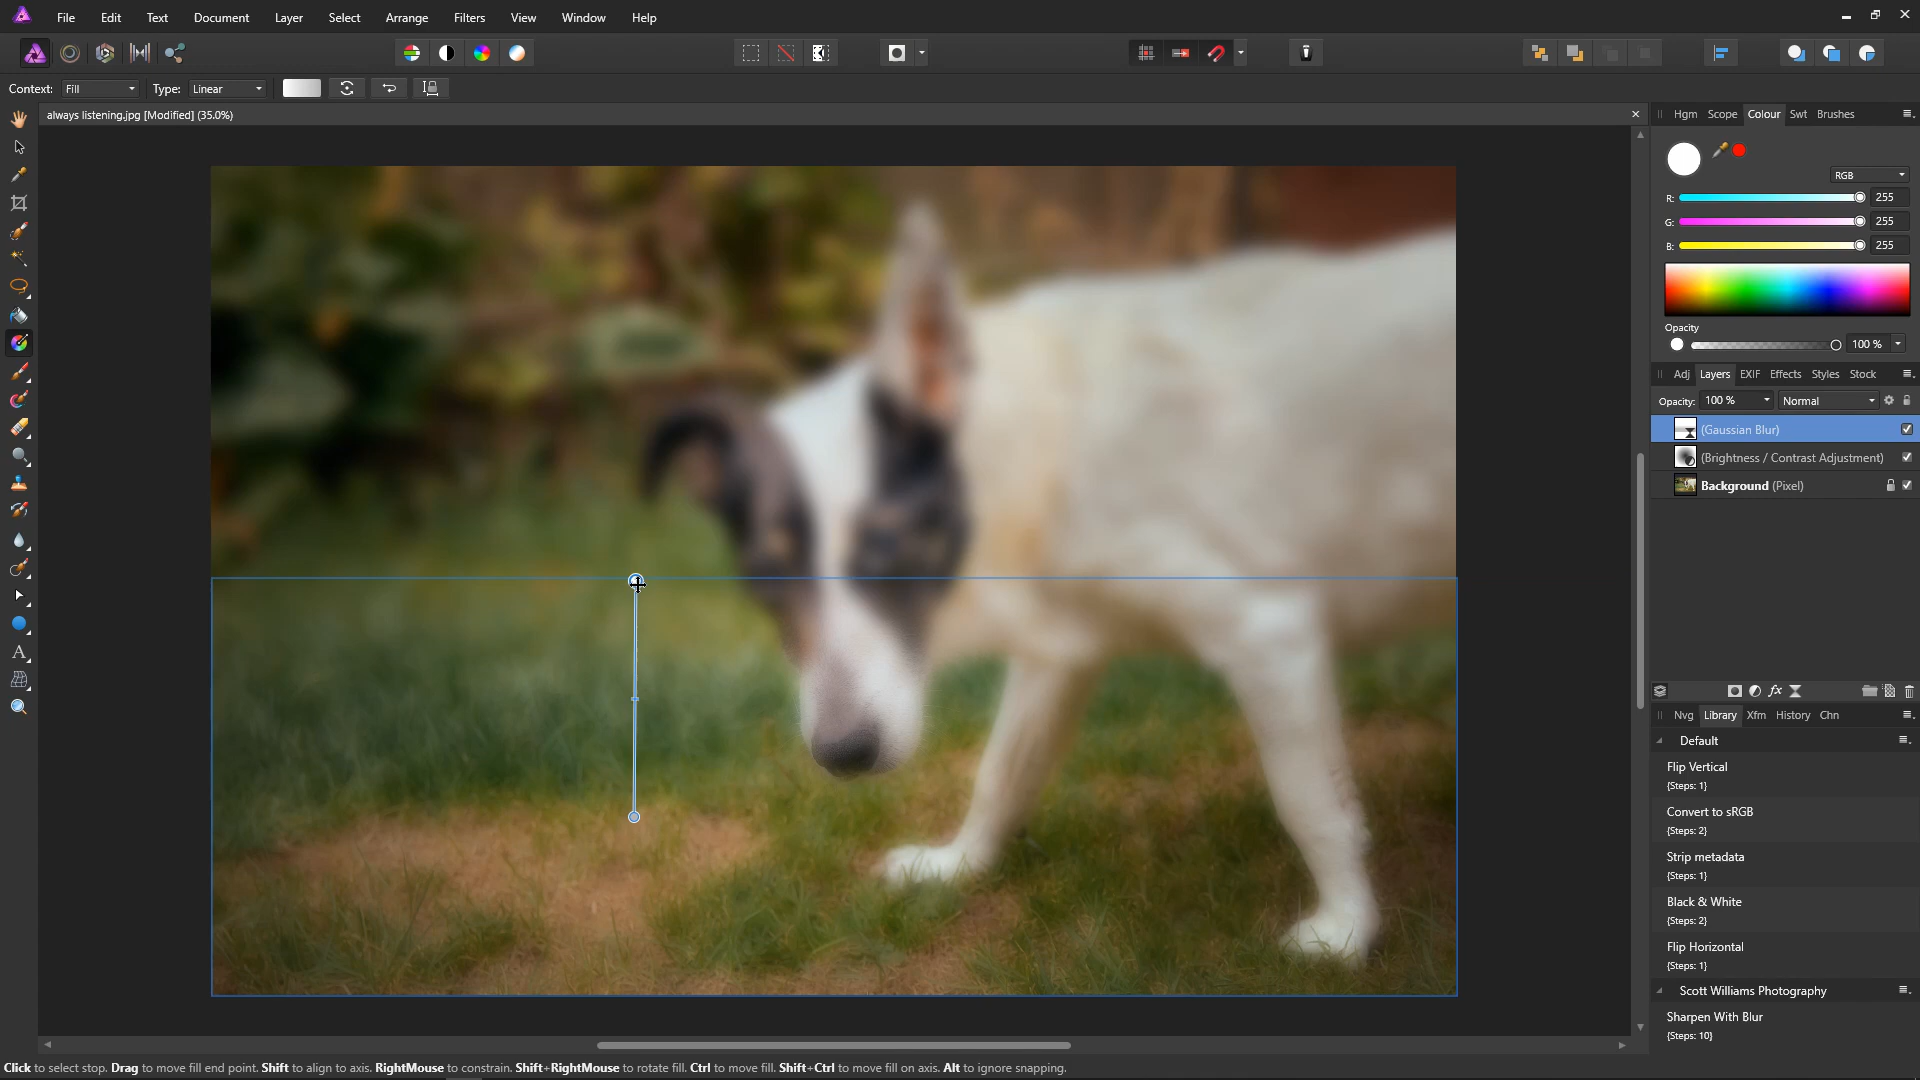 File Edit Text Document Layer Select Arrange Filters View Window Help
Context: Fill Type: Linear
always listening.jpg [Modified] (35.0%)
Hgm Scope Colour Swt Brushes
RGB
R: 255
G: 255
B: 255
Opacity
100 %
Adj Layers EXIF Effects Styles Stock
Opacity: 100 % Normal
(Gaussian Blur)
(Brightness / Contrast Adjustment)
Background (Pixel)
Nvg Library Xfm History Chn
Default
Flip Vertical
{Steps: 1}
Convert to sRGB
{Steps: 2}
Strip metadata
{Steps: 1}
Black & White
{Steps: 2}
Flip Horizontal
{Steps: 1}
Scott Williams Photography
Sharpen With Blur
{Steps: 10}
Click to select stop. Drag to move fill end point. Shift to align to axis. RightMouse to constrain. Shift+RightMouse to rotate fill. Ctrl to move fill. Shift+Ctrl to move fill on axis. Alt to ignore snapping.